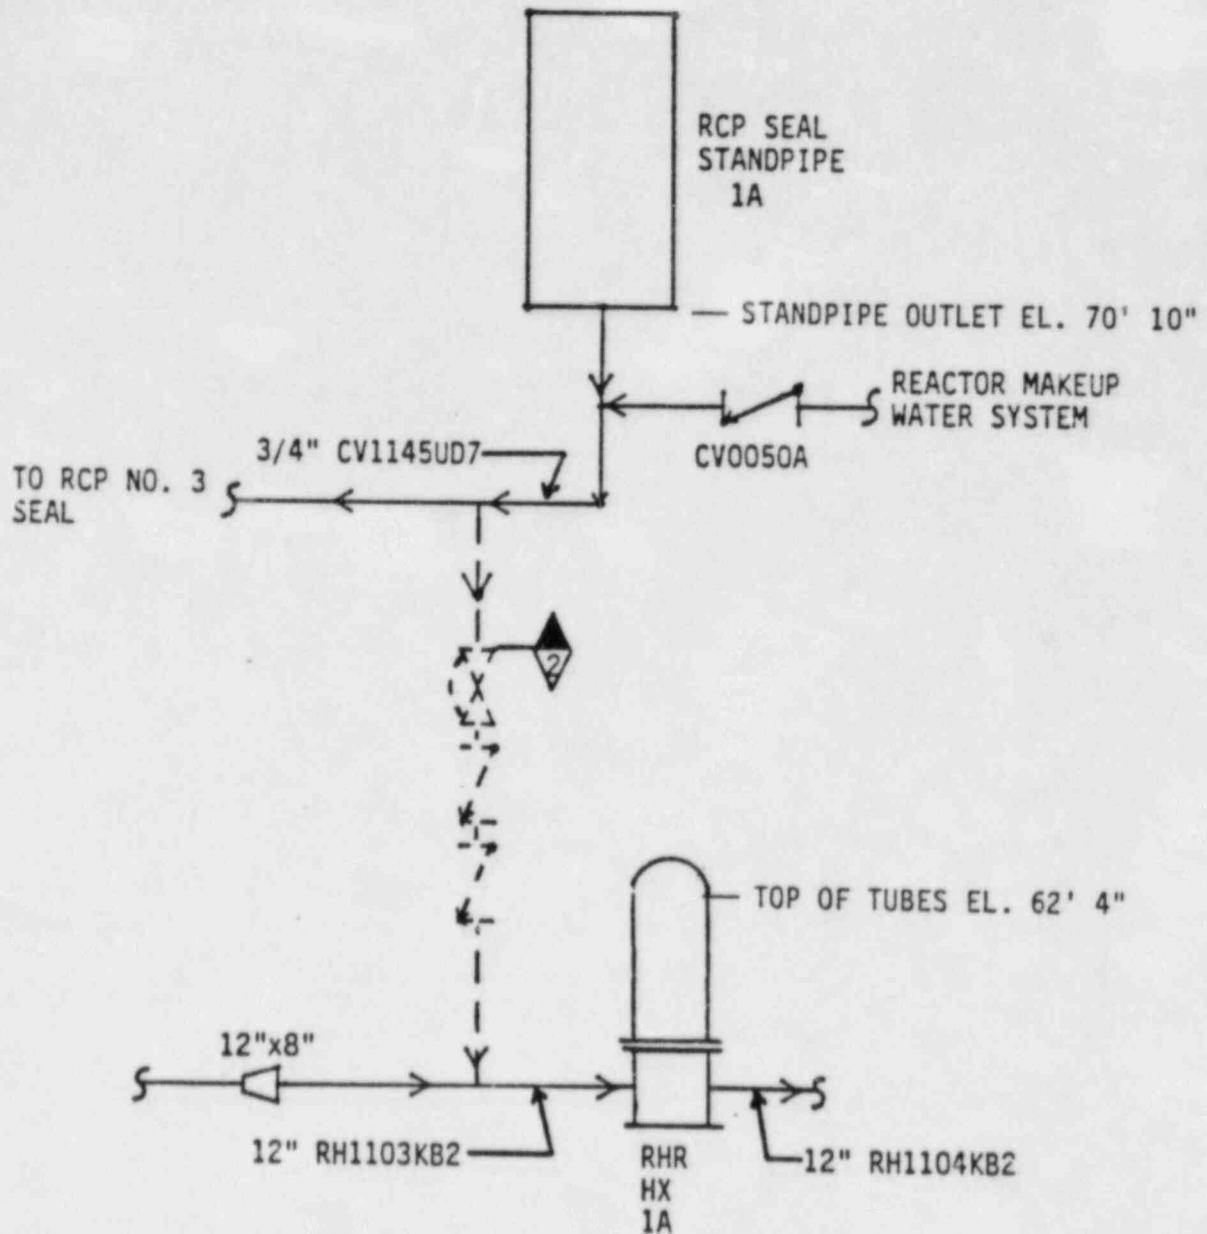 RCP SEAL
STANDPIPE
1A
STANDPIPE OUTLET EL. 70' 10"
REACTOR MAKEUP
WATER SYSTEM
CV0050A
3/4" CV1145UD7
TO RCP NO. 3
SEAL
2
TOP OF TUBES EL. 62' 4"
12"x8"
12" RH1103KB2
RHR
HX
1A
12" RH1104KB2